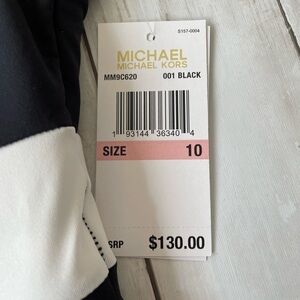 S157-0004
MICHAEL
MICHAEL KORS
MM9C620 001 BLACK
1 93144 36340 4
SIZE 10
SRP $130.00